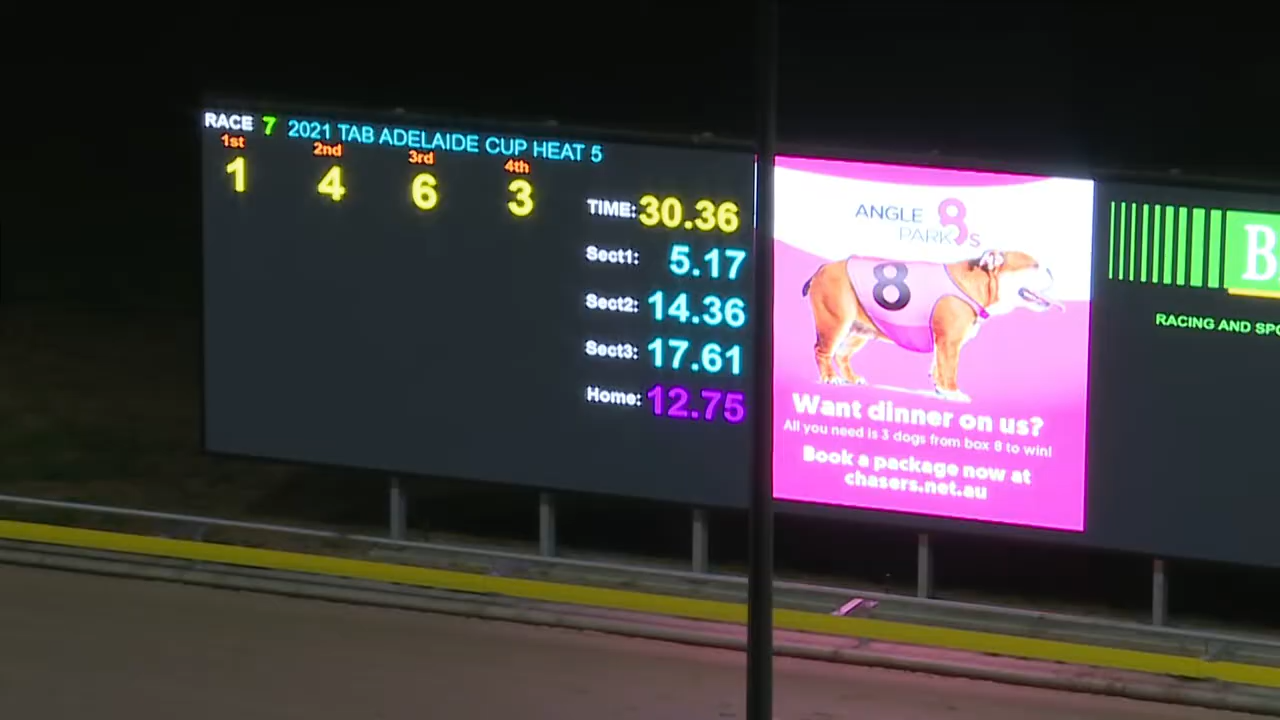 RACE 7 2021 TAB ADELAIDE CUP HEAT 5
1st 2nd 3rd 4th
1 4 6 3
TIME: 30.36
Sect1: 5.17
Sect2: 14.36
Sect3: 17.61
Home: 12.75
ANGLE 8
PARK S
8
Want dinner on us?
All you need is 3 dogs from box 8 to win!
Book a package now at
chasers.net.au
B
RACING AND